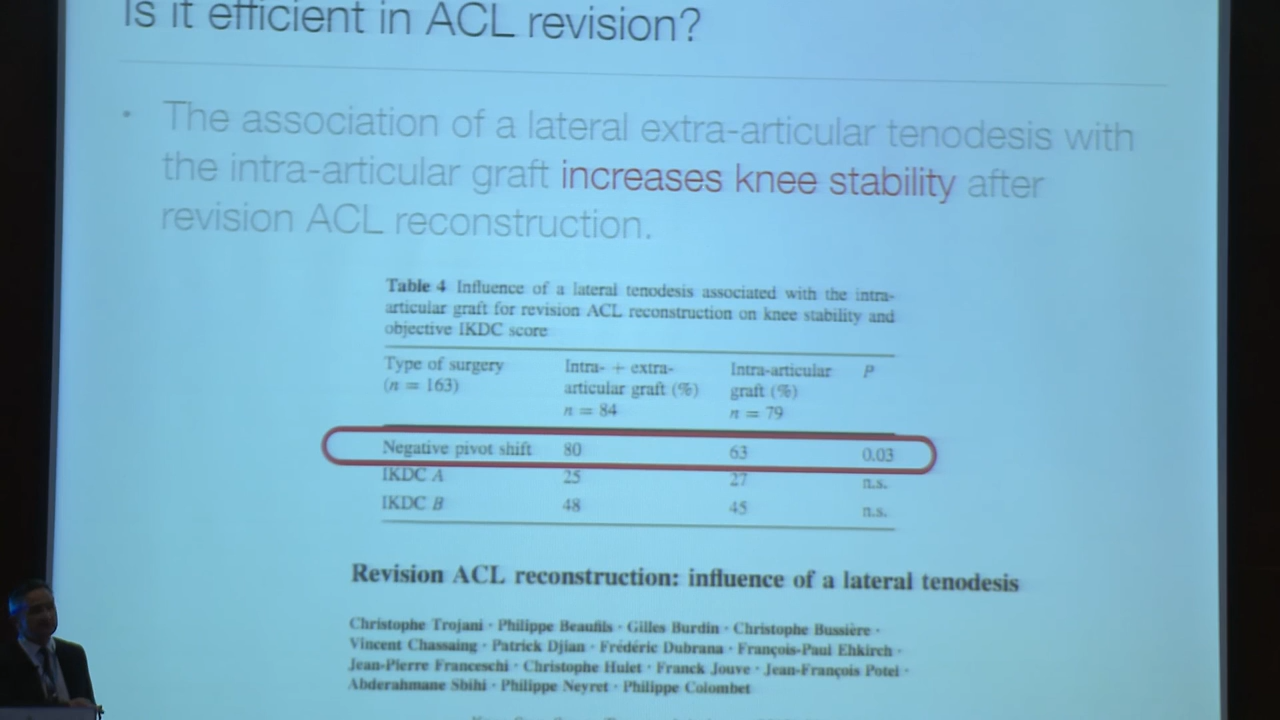 Is it efficient in ACL revision?
• The association of a lateral extra-articular tenodesis with
the intra-articular graft increases knee stability after
revision ACL reconstruction.
Table 4 Influence of a lateral tenodesis associated with the intra-
articular graft for revision ACL reconstruction on knee stability and
objective IKDC score
Type of surgery (n = 163) Intra- + extra-articular graft (%) n = 84 Intra-articular graft (%) n = 79 P
Negative pivot shift 80 63 0.03
IKDC A 25 27 n.s.
IKDC B 48 45 n.s.
Revision ACL reconstruction: influence of a lateral tenodesis
Christophe Trojani · Philippe Beaufils · Gilles Burdin · Christophe Bussière ·
Vincent Chassaing · Patrick Djian · Frédéric Dubrana · François-Paul Ehkirch ·
Jean-Pierre Franceschi · Christophe Hulet · Franck Jouve · Jean-François Potel ·
Abderahmane Sbihi · Philippe Neyret · Philippe Colombet